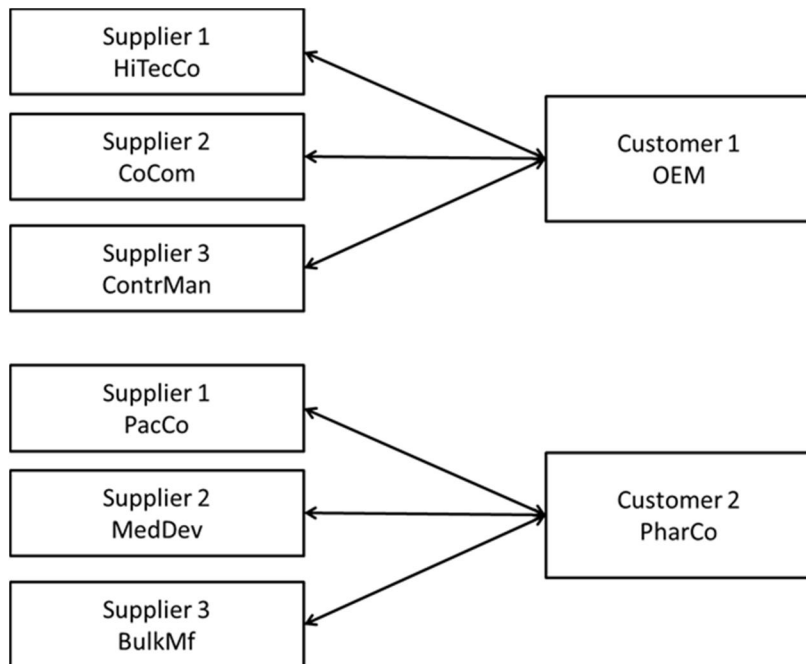 Supplier 1
HiTecCo
Supplier 2
CoCom
Supplier 3
ContrMan
Customer 1
OEM
Supplier 1
PacCo
Supplier 2
MedDev
Supplier 3
BulkMf
Customer 2
PharCo